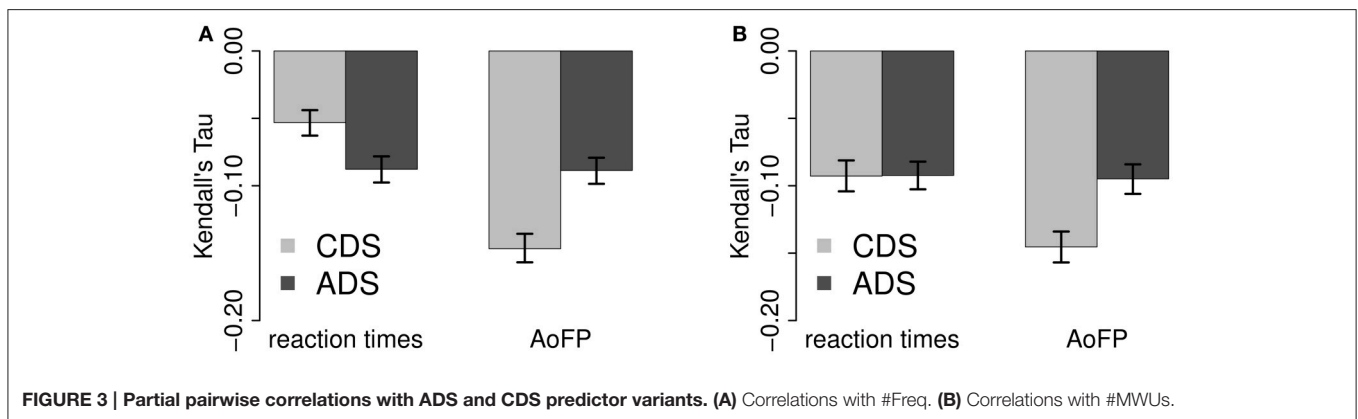 A
0.00
−0.10
−0.20
Kendall's Tau
CDS
ADS
reaction times
AoFP
B
0.00
−0.10
−0.20
Kendall's Tau
CDS
ADS
reaction times
AoFP
FIGURE 3 | Partial pairwise correlations with ADS and CDS predictor variants. (A) Correlations with #Freq. (B) Correlations with #MWUs.